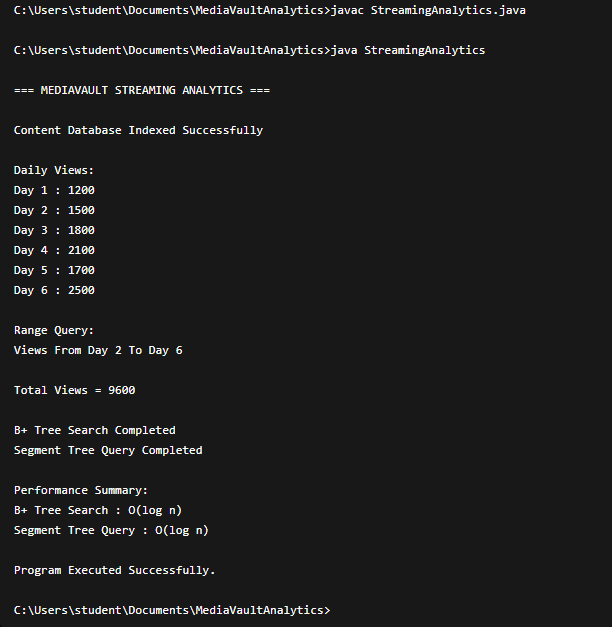 C:\Users\student\Documents\MediaVaultAnalytics>javac StreamingAnalytics.java
C:\Users\student\Documents\MediaVaultAnalytics>java StreamingAnalytics
=== MEDIAVAULT STREAMING ANALYTICS ===
Content Database Indexed Successfully
Daily Views:
Day 1 : 1200
Day 2 : 1500
Day 3 : 1800
Day 4 : 2100
Day 5 : 1700
Day 6 : 2500
Range Query:
Views From Day 2 To Day 6
Total Views = 9600
B+ Tree Search Completed
Segment Tree Query Completed
Performance Summary:
B+ Tree Search : O(log n)
Segment Tree Query : O(log n)
Program Executed Successfully.
C:\Users\student\Documents\MediaVaultAnalytics>